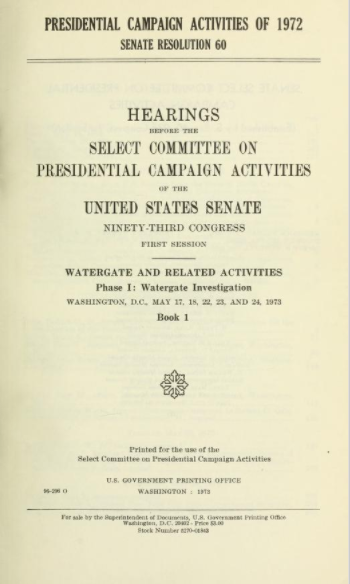 PRESIDENTIAL CAMPAIGN ACTIVITIES OF 1972
SENATE RESOLUTION 60
HEARINGS
BEFORE THE
SELECT COMMITTEE ON
PRESIDENTIAL CAMPAIGN ACTIVITIES
OF THE
UNITED STATES SENATE
NINETY-THIRD CONGRESS
FIRST SESSION
WATERGATE AND RELATED ACTIVITIES
Phase I: Watergate Investigation
WASHINGTON, D.C., MAY 17, 18, 22, 23, AND 24, 1973
Book 1
Printed for the use of the
Select Committee on Presidential Campaign Activities
U.S. GOVERNMENT PRINTING OFFICE
WASHINGTON : 1973
For sale by the Superintendent of Documents, U.S. Government Printing Office
Washington, D.C. 20402 - Price $3.00
Stock Number